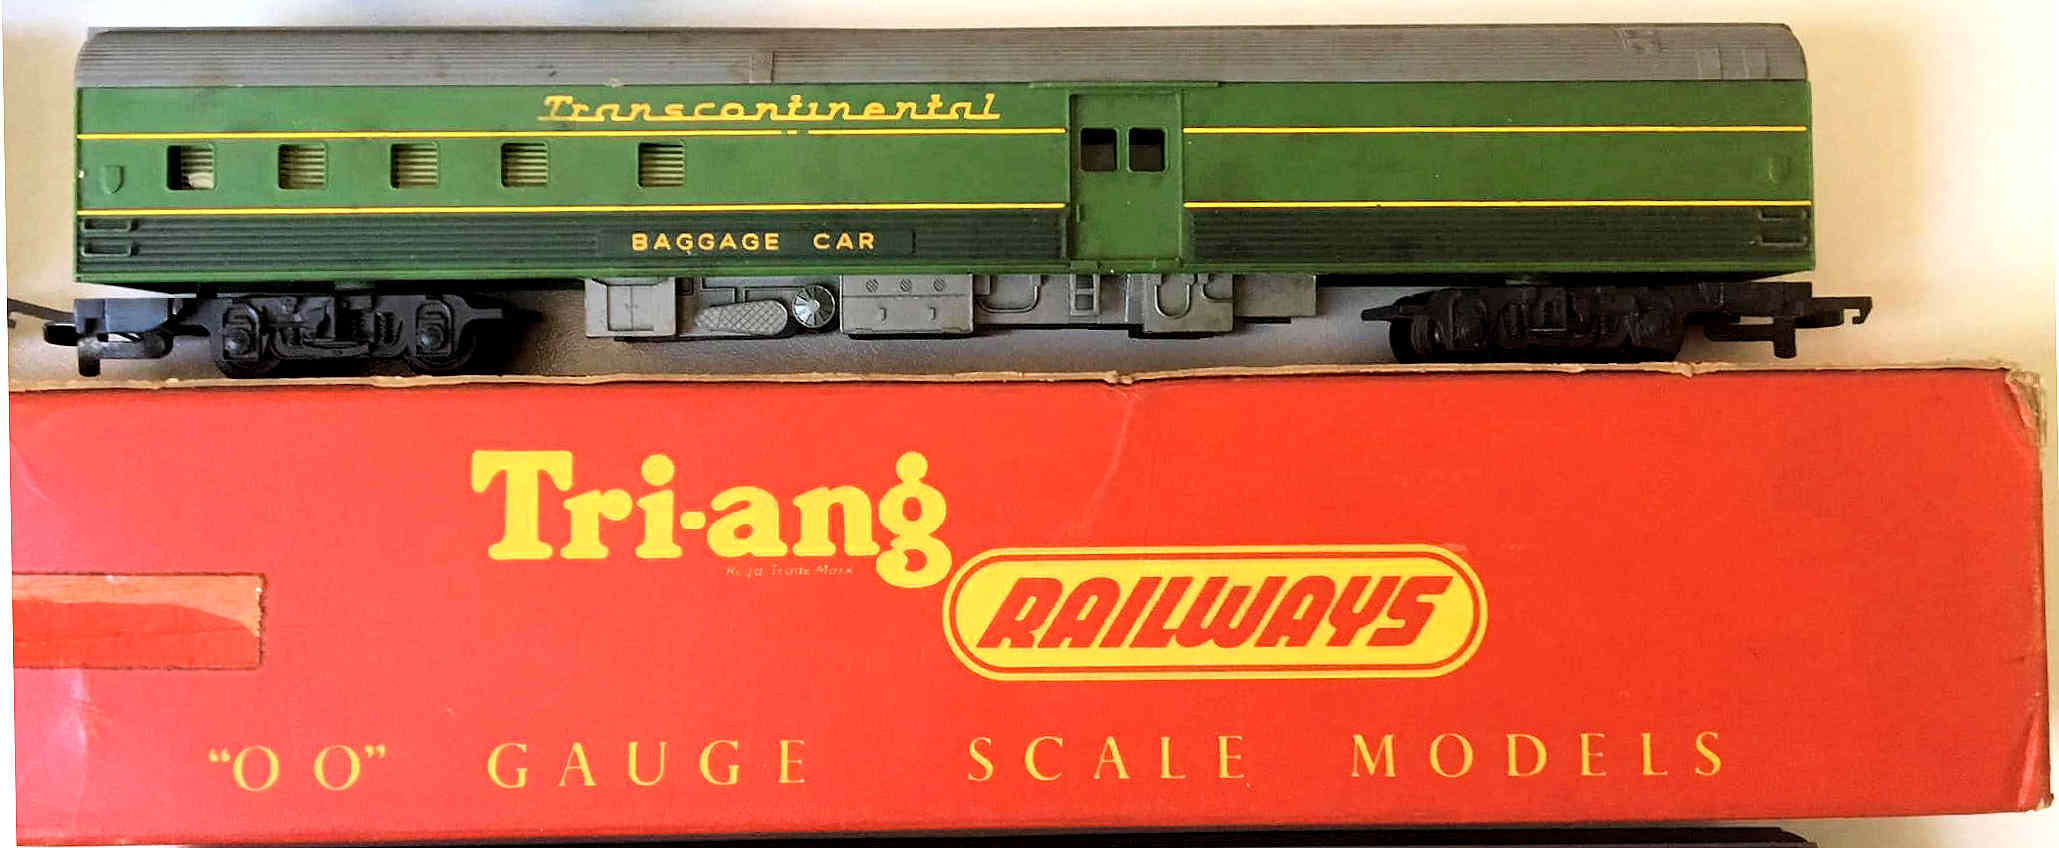 Transcontinental
BAGGAGE CAR
Tri-ang
Regd. Trade Mark
RAILWAYS
"OO" GAUGE SCALE MODELS